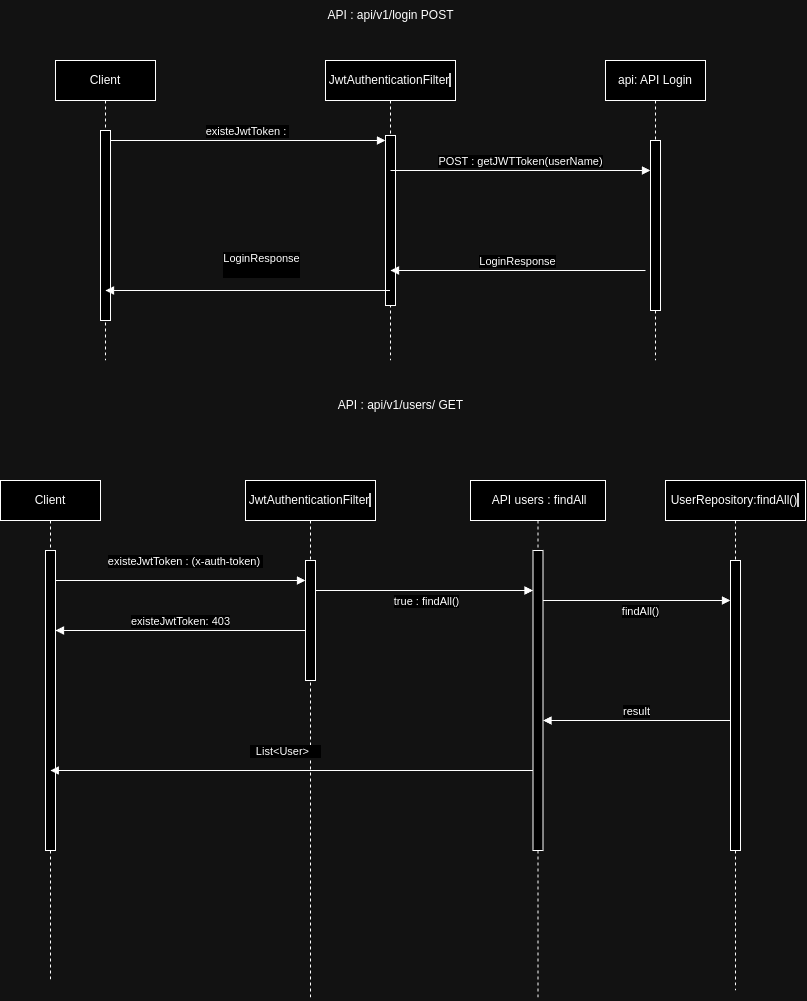 API : api/v1/login POST
Client
JwtAuthenticationFilter
api: API Login
existeJwtToken :
POST : getJWTToken(userName)
LoginResponse
LoginResponse
API : api/v1/users/ GET
Client
JwtAuthenticationFilter
API users : findAll
UserRepository:findAll()
existeJwtToken : (x-auth-token)
true : findAll()
findAll()
existeJwtToken: 403
result
List<User>